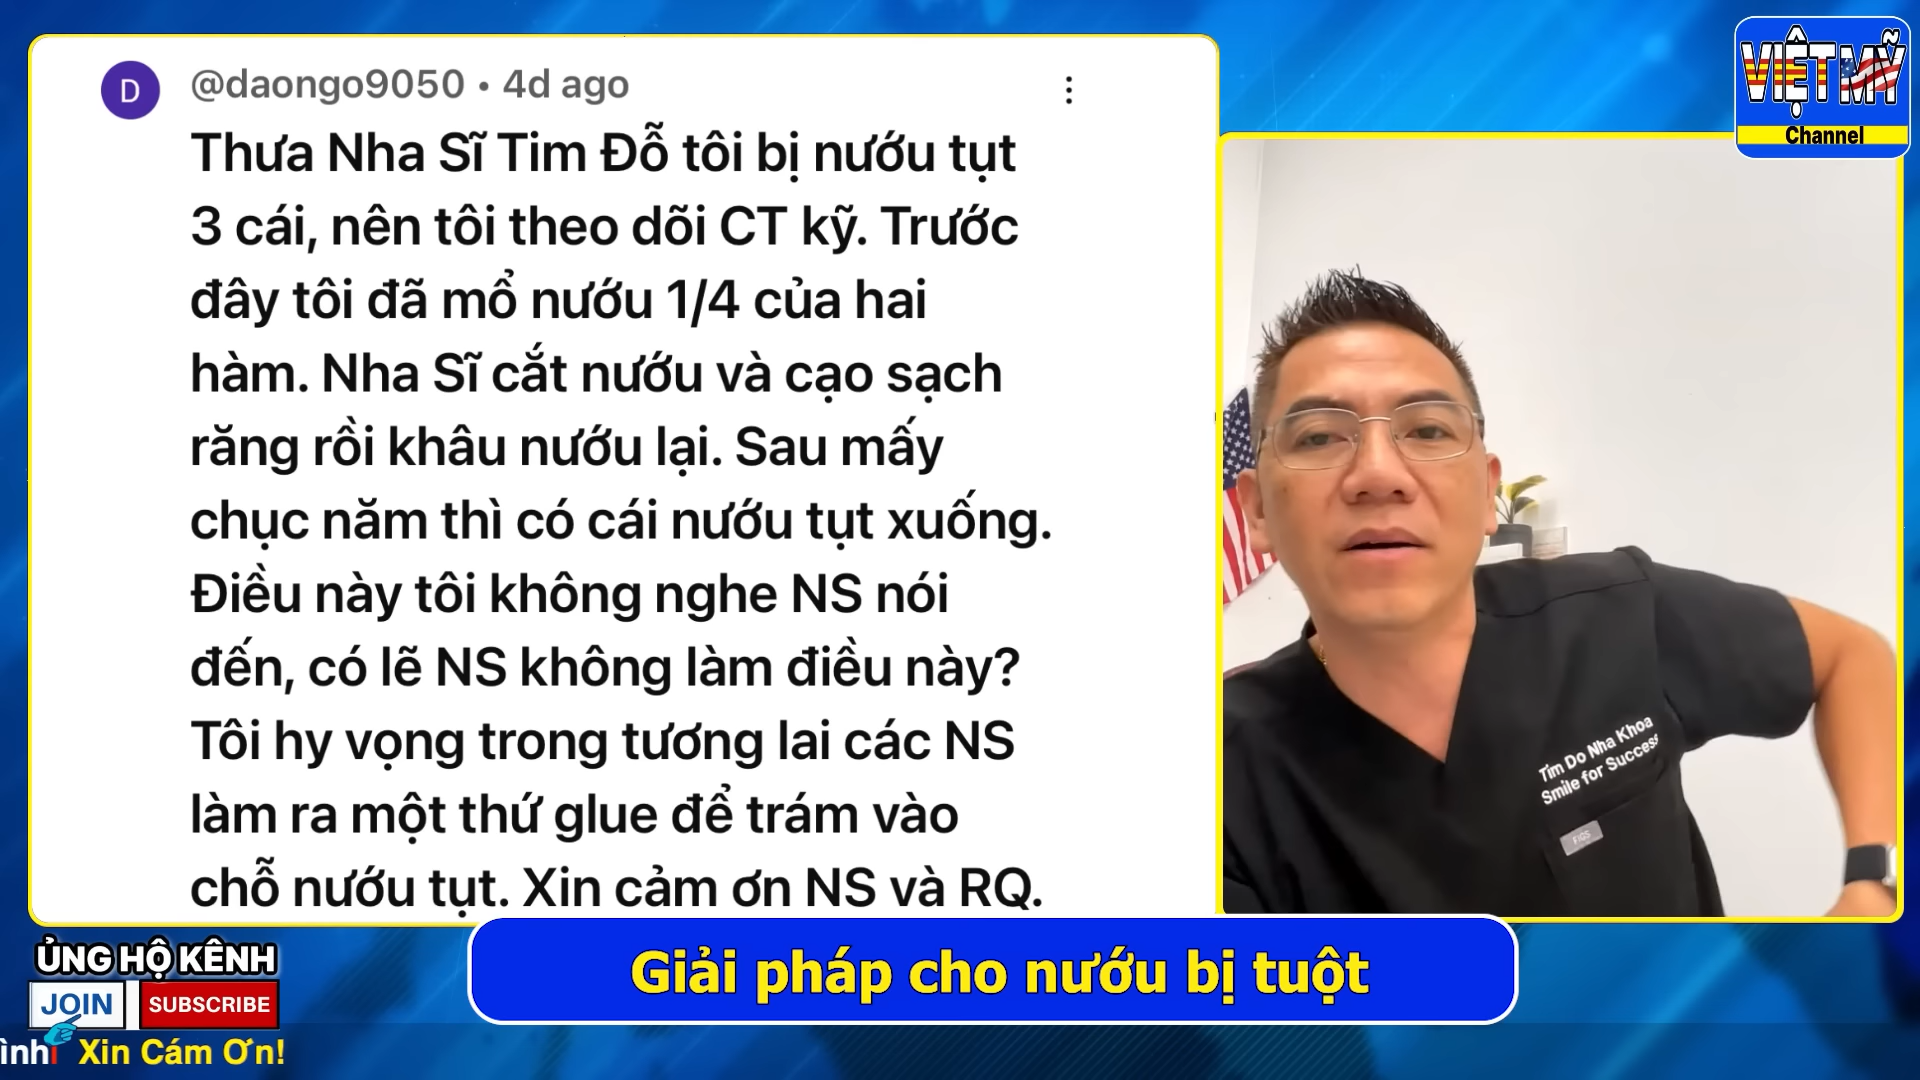 D
@daongo9050 • 4d ago
Thưa Nha Sĩ Tim Đỗ tôi bị nướu tụt
3 cái, nên tôi theo dõi CT kỹ. Trước
đây tôi đã mổ nướu 1/4 của hai
hàm. Nha Sĩ cắt nướu và cạo sạch
răng rồi khâu nướu lại. Sau mấy
chục năm thì có cái nướu tụt xuống.
Điều này tôi không nghe NS nói
đến, có lẽ NS không làm điều này?
Tôi hy vọng trong tương lai các NS
làm ra một thứ glue để trám vào
chỗ nướu tụt. Xin cảm ơn NS và RQ.
VIỆT MỸ
Channel
Tim Do Nha Khoa
Smile for Success
FIGS
Giải pháp cho nướu bị tuột
ỦNG HỘ KÊNH
JOIN
SUBSCRIBE
Xin Cám Ơn!